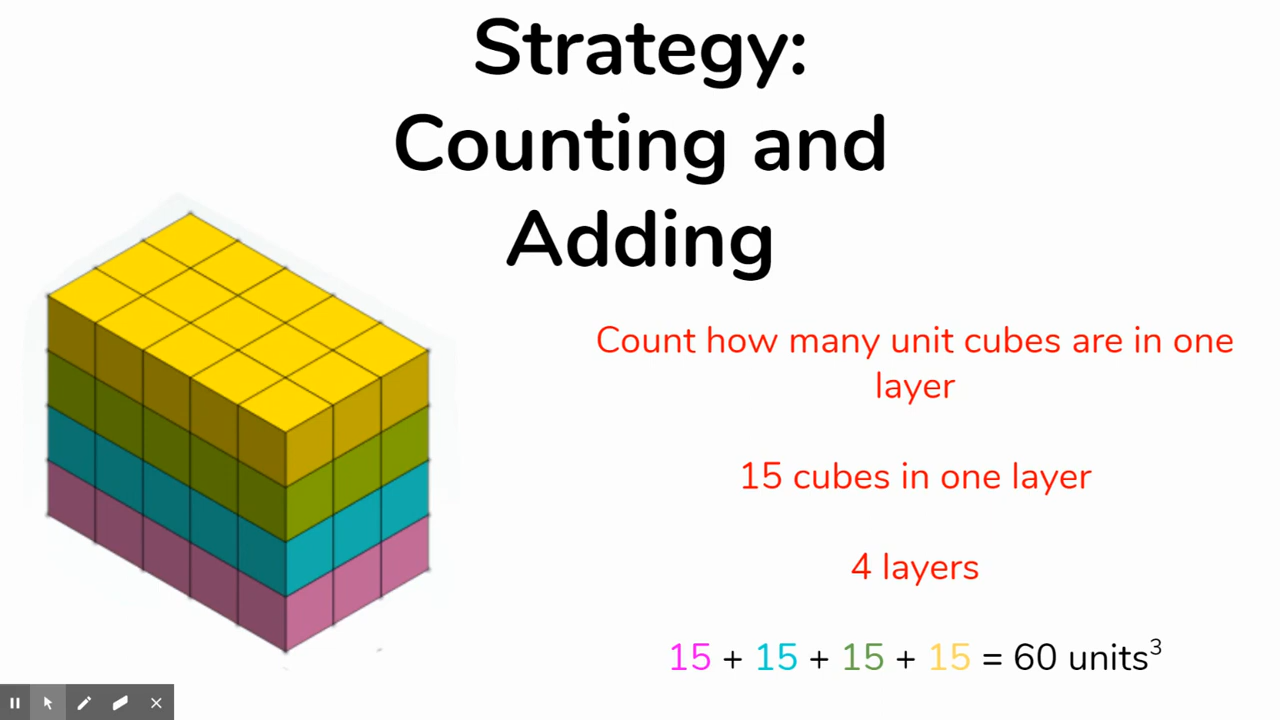 Strategy:
Counting and
Adding
Count how many unit cubes are in one
layer
15 cubes in one layer
4 layers
15 + 15 + 15 + 15 = 60 units³